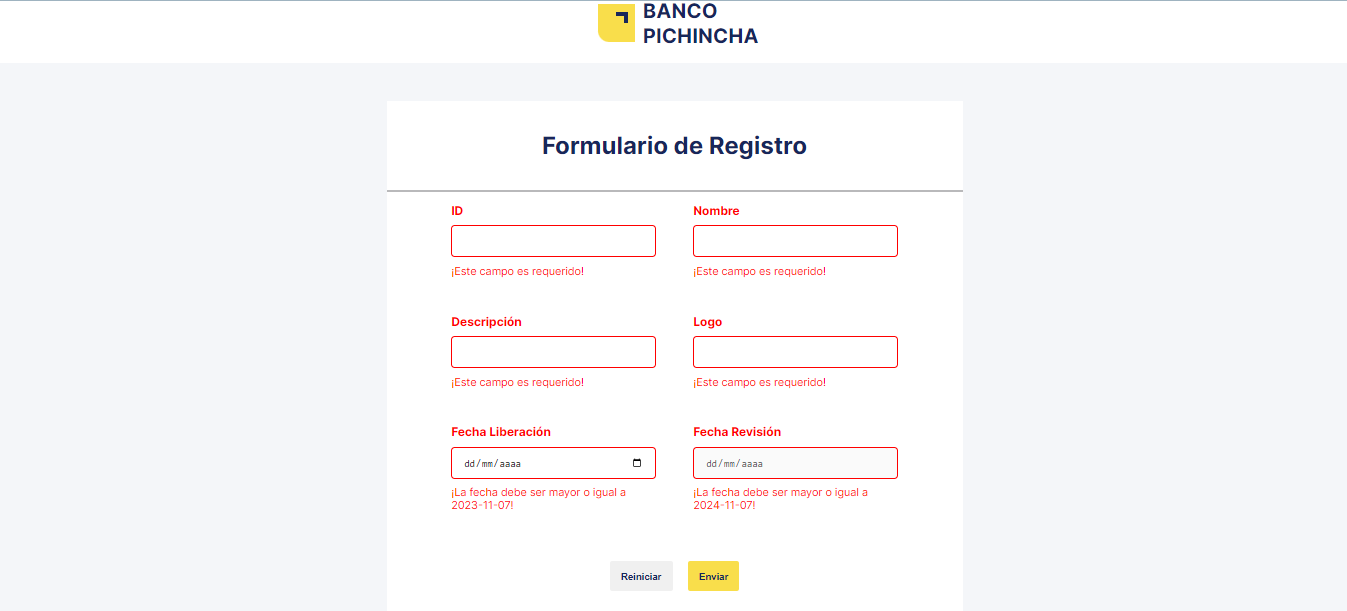 BANCO
PICHINCHA
Formulario de Registro
ID
Nombre
¡Este campo es requerido!
¡Este campo es requerido!
Descripción
Logo
¡Este campo es requerido!
¡Este campo es requerido!
Fecha Liberación
Fecha Revisión
dd/mm/aaaa
dd/mm/aaaa
¡La fecha debe ser mayor o igual a
2023-11-07!
¡La fecha debe ser mayor o igual a
2024-11-07!
Reiniciar
Enviar